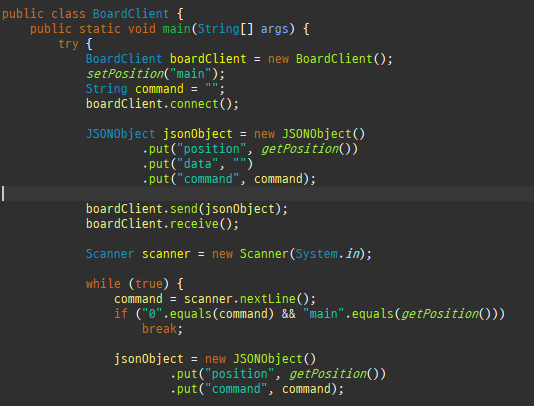 public class BoardClient {
    public static void main(String[] args) {
        try {
            BoardClient boardClient = new BoardClient();
            setPosition("main");
            String command = "";
            boardClient.connect();

            JSONObject jsonObject = new JSONObject()
                    .put("position", getPosition())
                    .put("data", "")
                    .put("command", command);

            boardClient.send(jsonObject);
            boardClient.receive();

            Scanner scanner = new Scanner(System.in);

            while (true) {
                command = scanner.nextLine();
                if ("0".equals(command) && "main".equals(getPosition()))
                    break;

                jsonObject = new JSONObject()
                        .put("position", getPosition())
                        .put("command", command);